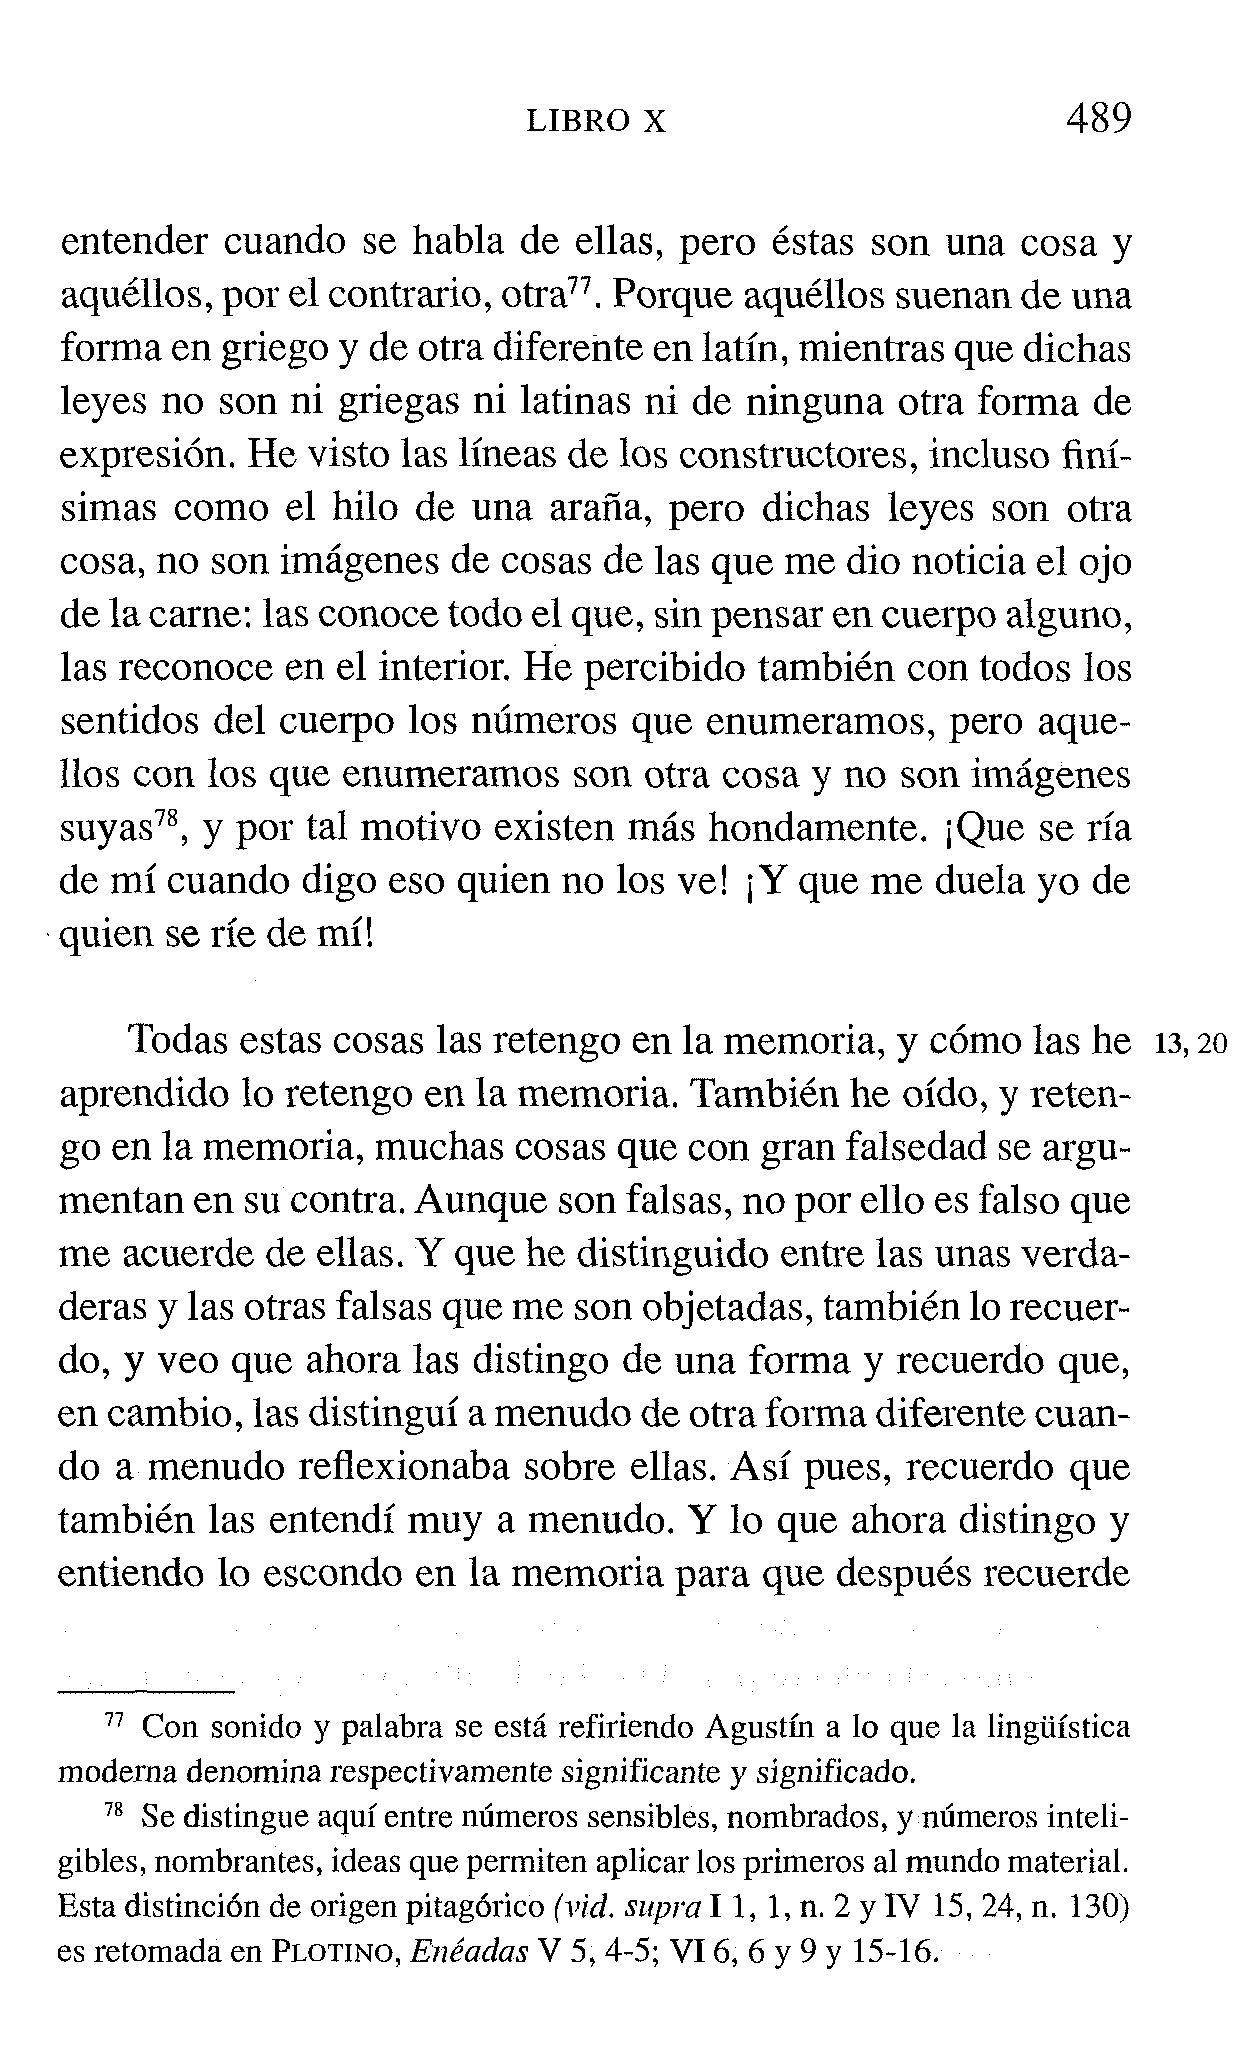 LIBRO X 489
entender cuando se habla de ellas, pero éstas son una cosa y
aquéllos, por el contrario, otra⁷⁷. Porque aquéllos suenan de una
forma en griego y de otra diferente en latín, mientras que dichas
leyes no son ni griegas ni latinas ni de ninguna otra forma de
expresión. He visto las líneas de los constructores, incluso finí-
simas como el hilo de una araña, pero dichas leyes son otra
cosa, no son imágenes de cosas de las que me dio noticia el ojo
de la carne: las conoce todo el que, sin pensar en cuerpo alguno,
las reconoce en el interior. He percibido también con todos los
sentidos del cuerpo los números que enumeramos, pero aque-
llos con los que enumeramos son otra cosa y no son imágenes
suyas⁷⁸, y por tal motivo existen más hondamente. ¡Que se ría
de mí cuando digo eso quien no los ve! ¡Y que me duela yo de
quien se ríe de mí!
Todas estas cosas las retengo en la memoria, y cómo las he 13, 20
aprendido lo retengo en la memoria. También he oído, y reten-
go en la memoria, muchas cosas que con gran falsedad se argu-
mentan en su contra. Aunque son falsas, no por ello es falso que
me acuerde de ellas. Y que he distinguido entre las unas verda-
deras y las otras falsas que me son objetadas, también lo recuer-
do, y veo que ahora las distingo de una forma y recuerdo que,
en cambio, las distinguí a menudo de otra forma diferente cuan-
do a menudo reflexionaba sobre ellas. Así pues, recuerdo que
también las entendí muy a menudo. Y lo que ahora distingo y
entiendo lo escondo en la memoria para que después recuerde
⁷⁷ Con sonido y palabra se está refiriendo Agustín a lo que la lingüística
moderna denomina respectivamente significante y significado.
⁷⁸ Se distingue aquí entre números sensibles, nombrados, y números inteli-
gibles, nombrantes, ideas que permiten aplicar los primeros al mundo material.
Esta distinción de origen pitagórico (vid. supra I 1, 1, n. 2 y IV 15, 24, n. 130)
es retomada en PLOTINO, Enéadas V 5, 4-5; VI 6, 6 y 9 y 15-16.